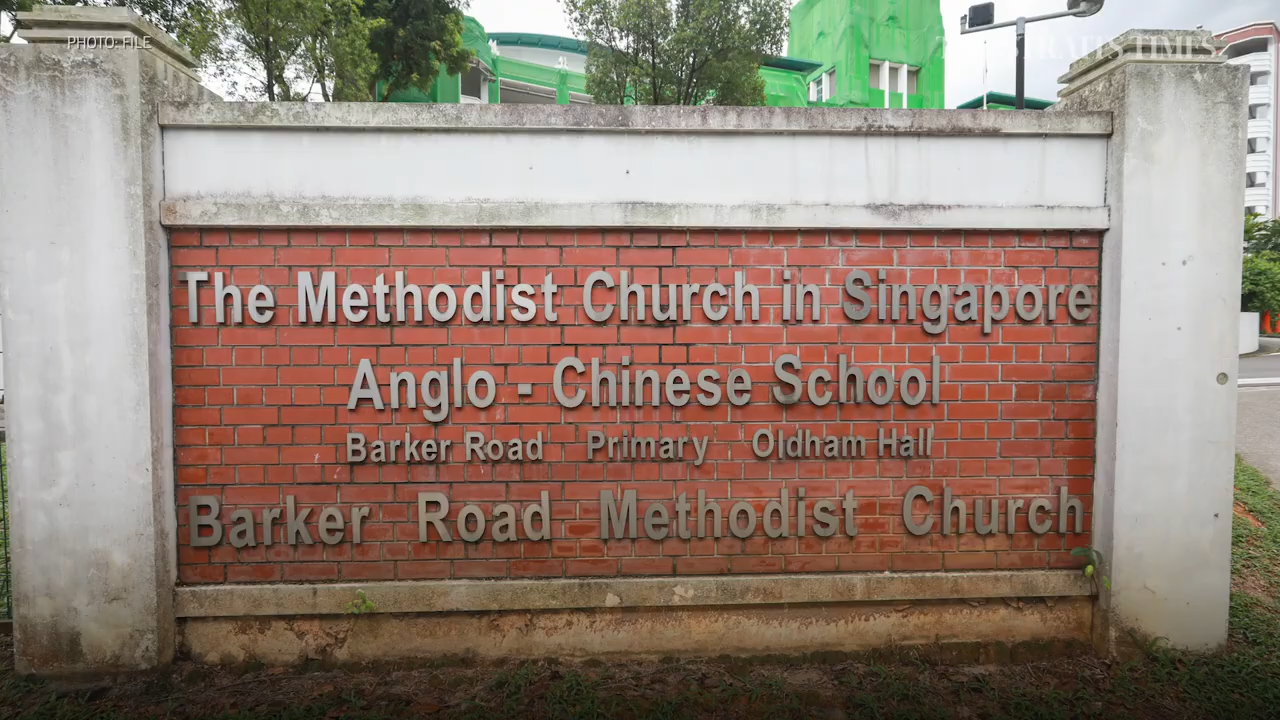 PHOTO: FILE
The Methodist Church in Singapore
Anglo - Chinese School
Barker Road Primary Oldham Hall
Barker Road Methodist Church